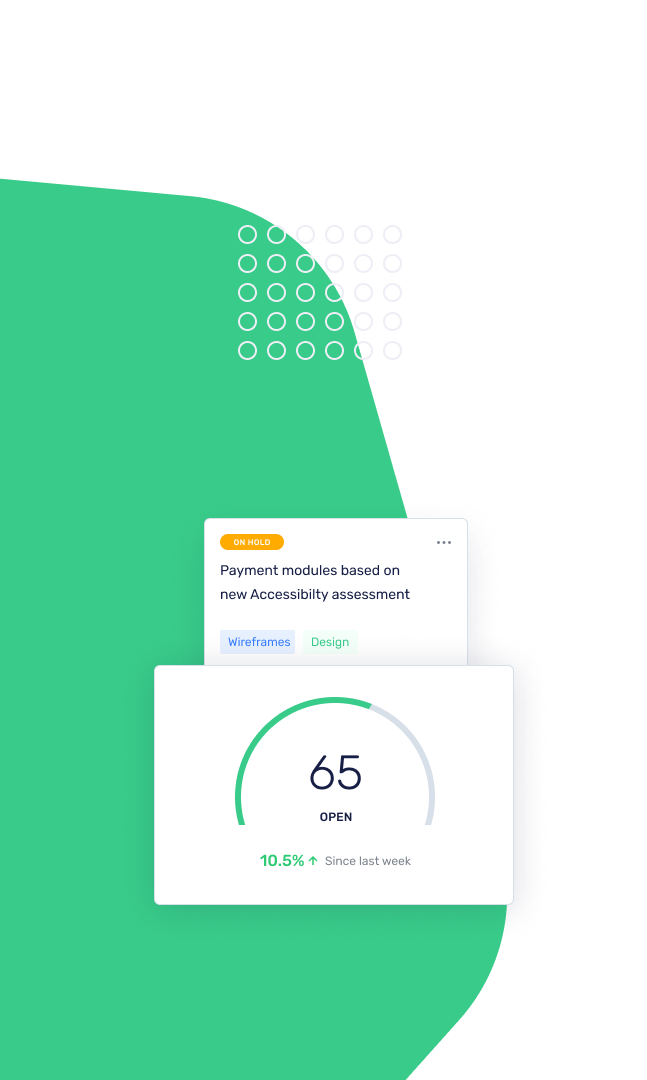 ON HOLD
Payment modules based on
new Accessibilty assessment
Wireframes Design
65
OPEN
10.5% ↑ Since last week